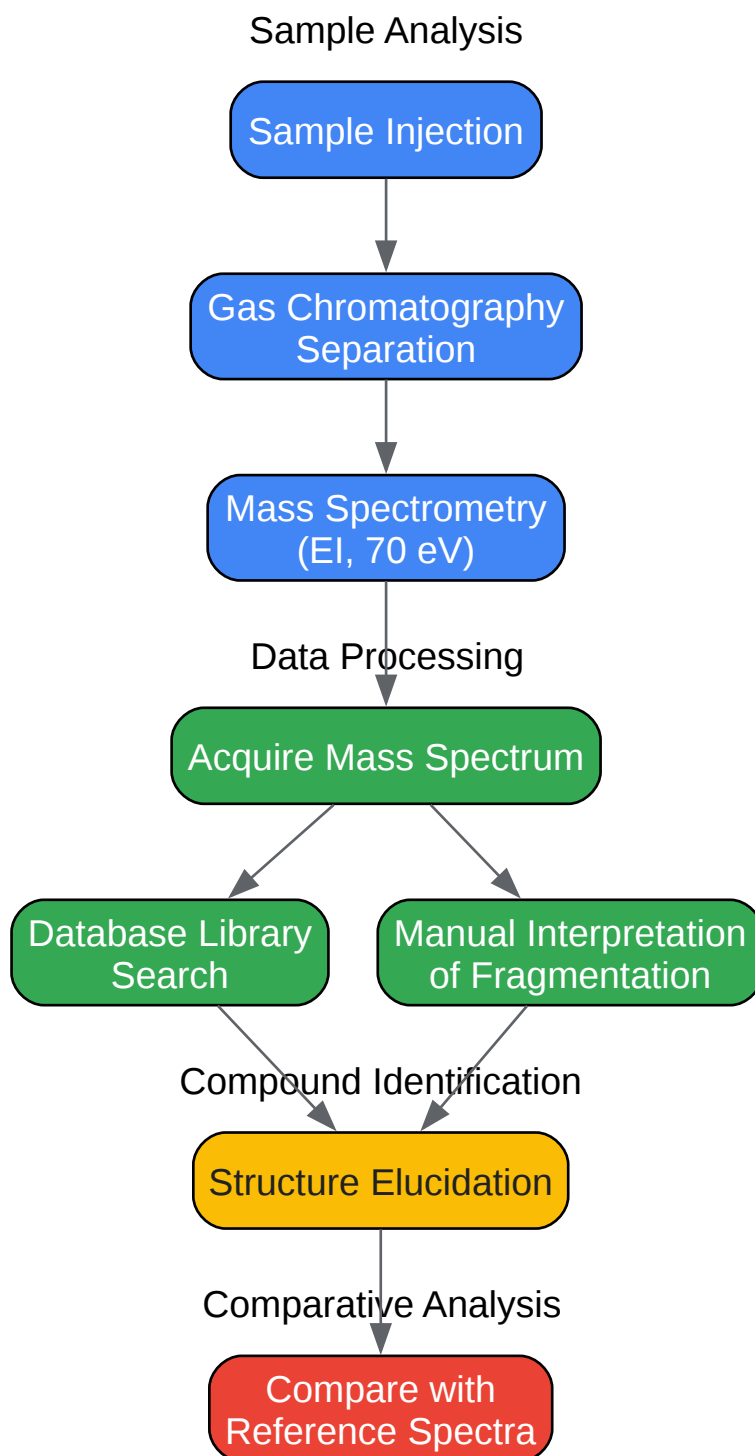 Sample Analysis
Sample Injection
Gas Chromatography
Separation
Mass Spectrometry
(EI, 70 eV)
Data Processing
Acquire Mass Spectrum
Database Library
Search
Manual Interpretation
of Fragmentation
Compound Identification
Structure Elucidation
Comparative Analysis
Compare with
Reference Spectra